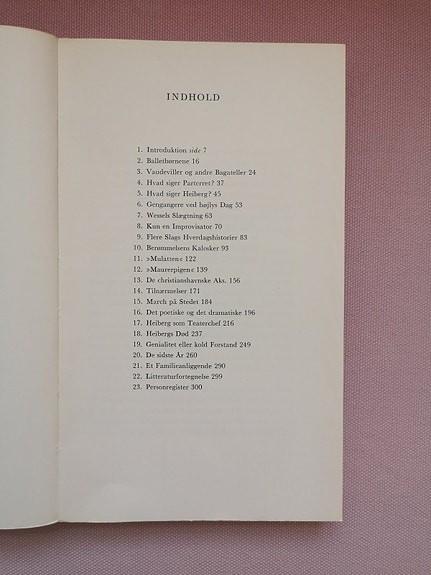 INDHOLD
1. Introduktion side 7
2. Balletbørnene 16
3. Vaudeviller og andre Bagateller 24
4. Hvad siger Parterret? 37
5. Hvad siger Heiberg? 45
6. Gengangere ved højlys Dag 53
7. Wessels Slægtning 63
8. Kun en Improvisator 70
9. Flere Slags Hverdagshistorier 83
10. Berømmelsens Kalosker 93
11. »Mulatten« 122
12. »Maurerpigen« 139
13. De christianshavnske Aks. 156
14. Tilnærmelser 171
15. March på Stedet 184
16. Det poetiske og det dramatiske 196
17. Heiberg som Teaterchef 216
18. Heibergs Død 237
19. Genialitet eller kold Forstand 249
20. De sidste År 260
21. Et Familieanliggende 290
22. Litteraturfortegnelse 299
23. Personregister 300